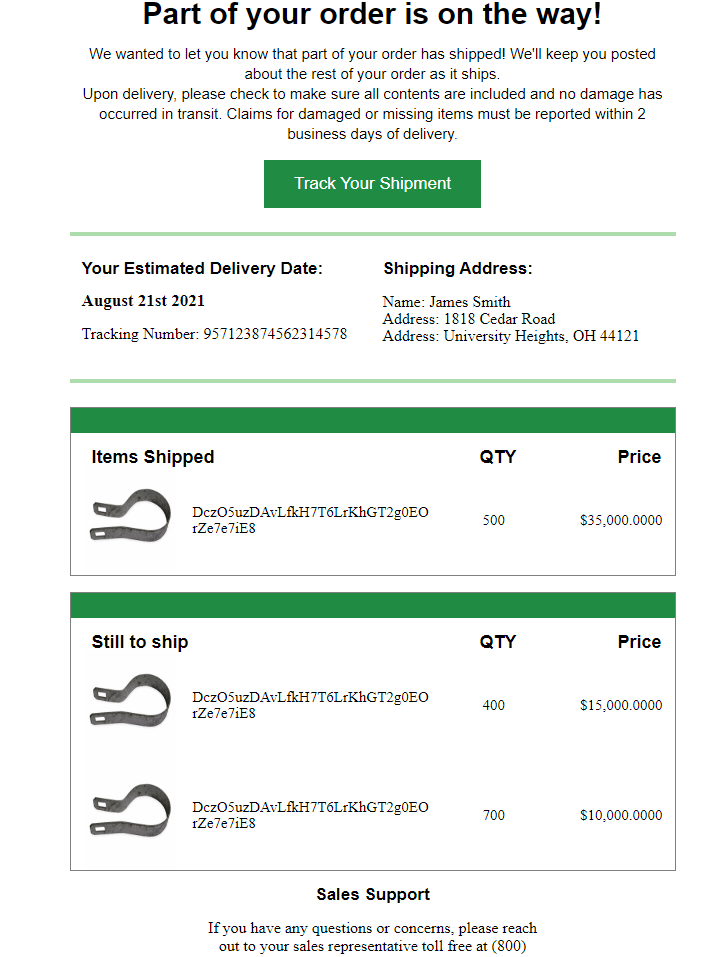 Part of your order is on the way!
We wanted to let you know that part of your order has shipped! We'll keep you posted
about the rest of your order as it ships.
Upon delivery, please check to make sure all contents are included and no damage has
occurred in transit. Claims for damaged or missing items must be reported within 2
business days of delivery.
Track Your Shipment
Your Estimated Delivery Date:
August 21st 2021
Tracking Number: 957123874562314578
Shipping Address:
Name: James Smith
Address: 1818 Cedar Road
Address: University Heights, OH 44121
Items Shipped QTY Price
DczO5uzDAvLfkH7T6LrKhGT2g0EO
rZe7e7iE8
500 $35,000.0000
Still to ship QTY Price
DczO5uzDAvLfkH7T6LrKhGT2g0EO
rZe7e7iE8
400 $15,000.0000
DczO5uzDAvLfkH7T6LrKhGT2g0EO
rZe7e7iE8
700 $10,000.0000
Sales Support
If you have any questions or concerns, please reach
out to your sales representative toll free at (800)